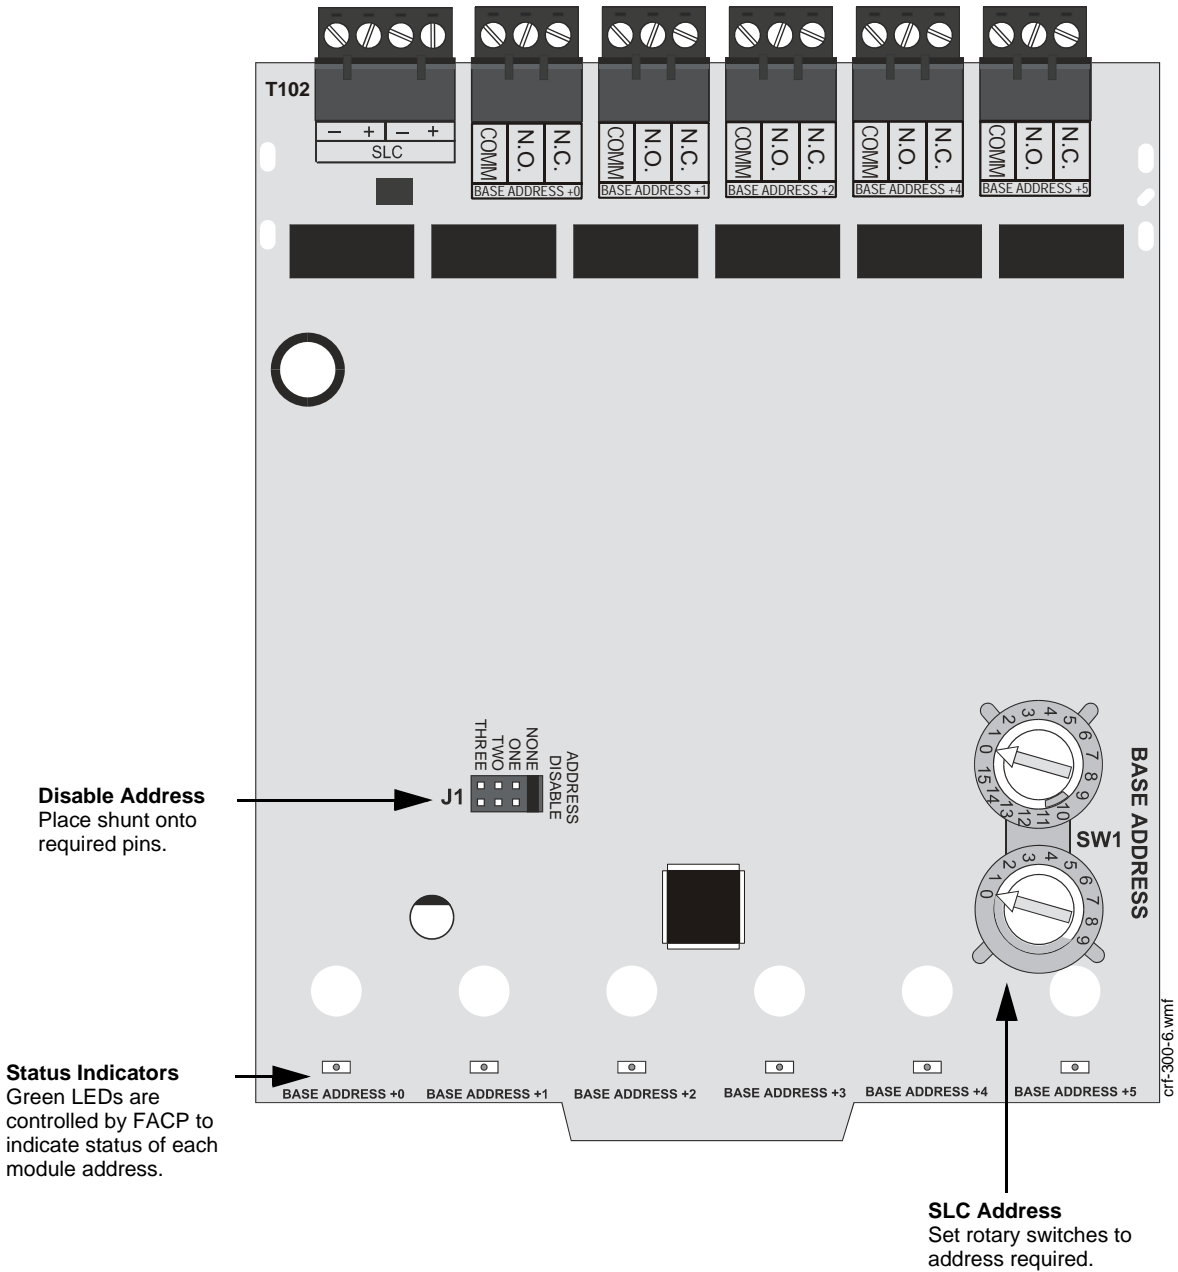 T102
– + – +
SLC
COMM N.O. N.C.
BASE ADDRESS +0
COMM N.O. N.C.
BASE ADDRESS +1
COMM N.O. N.C.
BASE ADDRESS +2
COMM N.O. N.C.
BASE ADDRESS +4
COMM N.O. N.C.
BASE ADDRESS +5
THREE
TWO
ONE
NONE
ADDRESS
DISABLE
J1
Disable Address
Place shunt onto
required pins.
0 1 2 3 4 5 6 7 8 9 10 11 12 13 14 15
SW1
BASE ADDRESS
0 1 2 3 4 5 6 7 8 9
Status Indicators
Green LEDs are
controlled by FACP to
indicate status of each
module address.
BASE ADDRESS +0
BASE ADDRESS +1
BASE ADDRESS +2
BASE ADDRESS +3
BASE ADDRESS +4
BASE ADDRESS +5
crf-300-6.wmf
SLC Address
Set rotary switches to
address required.